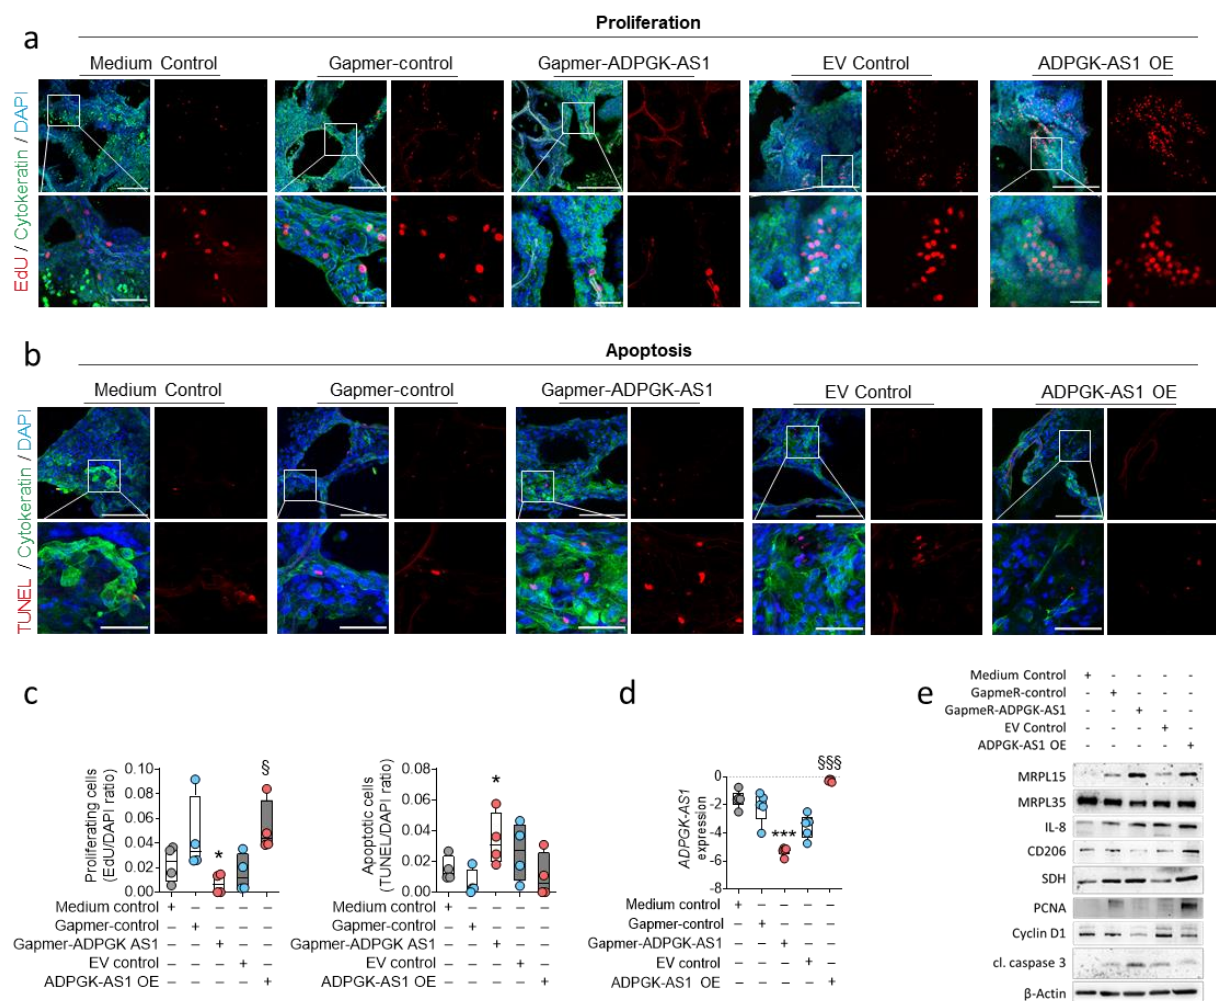 a
Proliferation
Medium Control
Gapmer-control
Gapmer-ADPGK-AS1
EV Control
ADPGK-AS1 OE
EdU / Cytokeratin / DAPI
b
Apoptosis
Medium Control
Gapmer-control
Gapmer-ADPGK-AS1
EV Control
ADPGK-AS1 OE
TUNEL / Cytokeratin / DAPI
c
Proliferating cells
(EdU/DAPI ratio)
0.10
0.08
0.06
0.04
0.02
0.00
*
§
Medium control + – – – –
Gapmer-control – + – – –
Gapmer-ADPGK AS1 – – + – –
EV control – – – + –
ADPGK-AS1 OE – – – – +
Apoptotic cells
(TUNEL/DAPI ratio)
0.08
0.06
0.04
0.02
0.00
*
Medium control + – – – –
Gapmer-control – + – – –
Gapmer-ADPGK AS1 – – + – –
EV control – – – + –
ADPGK-AS1 OE – – – – +
d
ADPGK-AS1
expression
0
-2
-4
-6
-8
***
§§§
Medium control + – – – –
Gapmer-control – + – – –
Gapmer-ADPGK-AS1 – – + – –
EV control – – – + –
ADPGK-AS1 OE – – – – +
e
Medium Control + - - - -
GapmeR-control - + - - -
GapmeR-ADPGK-AS1 - - + - -
EV Control - - - + -
ADPGK-AS1 OE - - - - +
MRPL15
MRPL35
IL-8
CD206
SDH
PCNA
Cyclin D1
cl. caspase 3
β-Actin